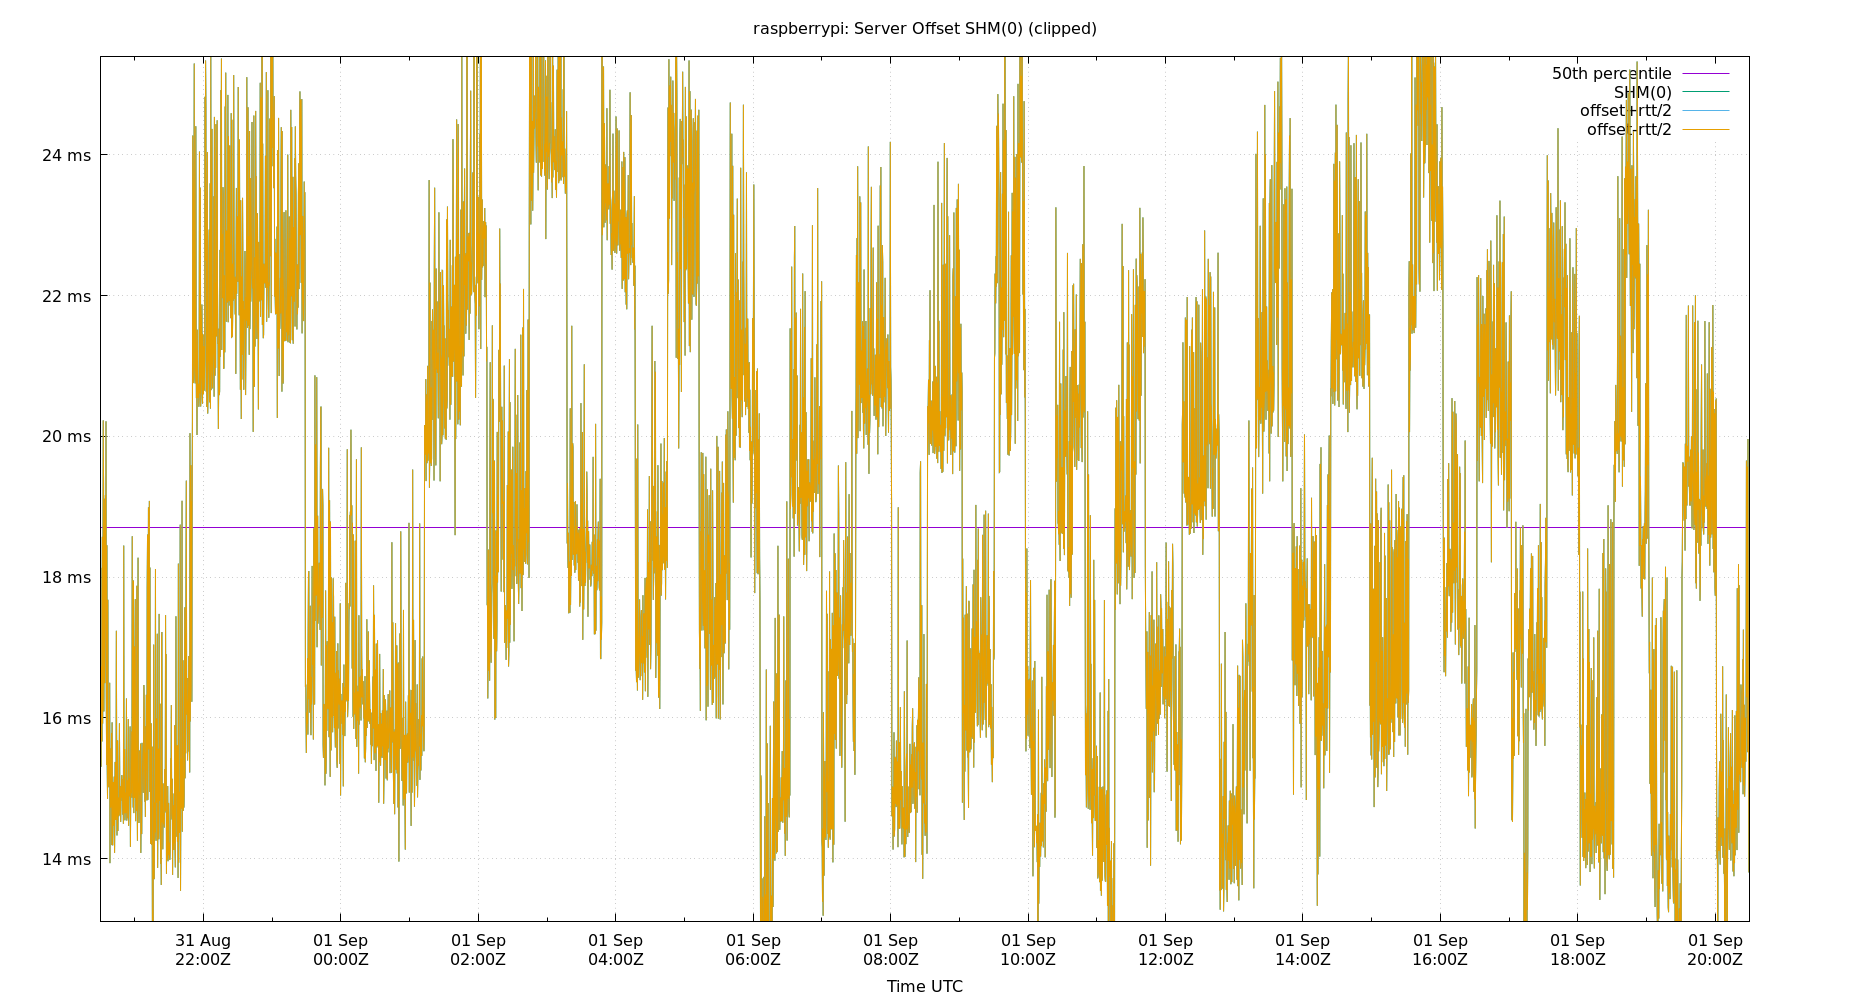 raspberrypi: Server Offset SHM(0) (clipped)
50th percentile
SHM(0)
offset+rtt/2
offset-rtt/2
24 ms
22 ms
20 ms
18 ms
16 ms
14 ms
31 Aug 01 Sep 01 Sep 01 Sep 01 Sep 01 Sep 01 Sep 01 Sep 01 Sep 01 Sep 01 Sep 01 Sep
22:00Z 00:00Z 02:00Z 04:00Z 06:00Z 08:00Z 10:00Z 12:00Z 14:00Z 16:00Z 18:00Z 20:00Z
Time UTC